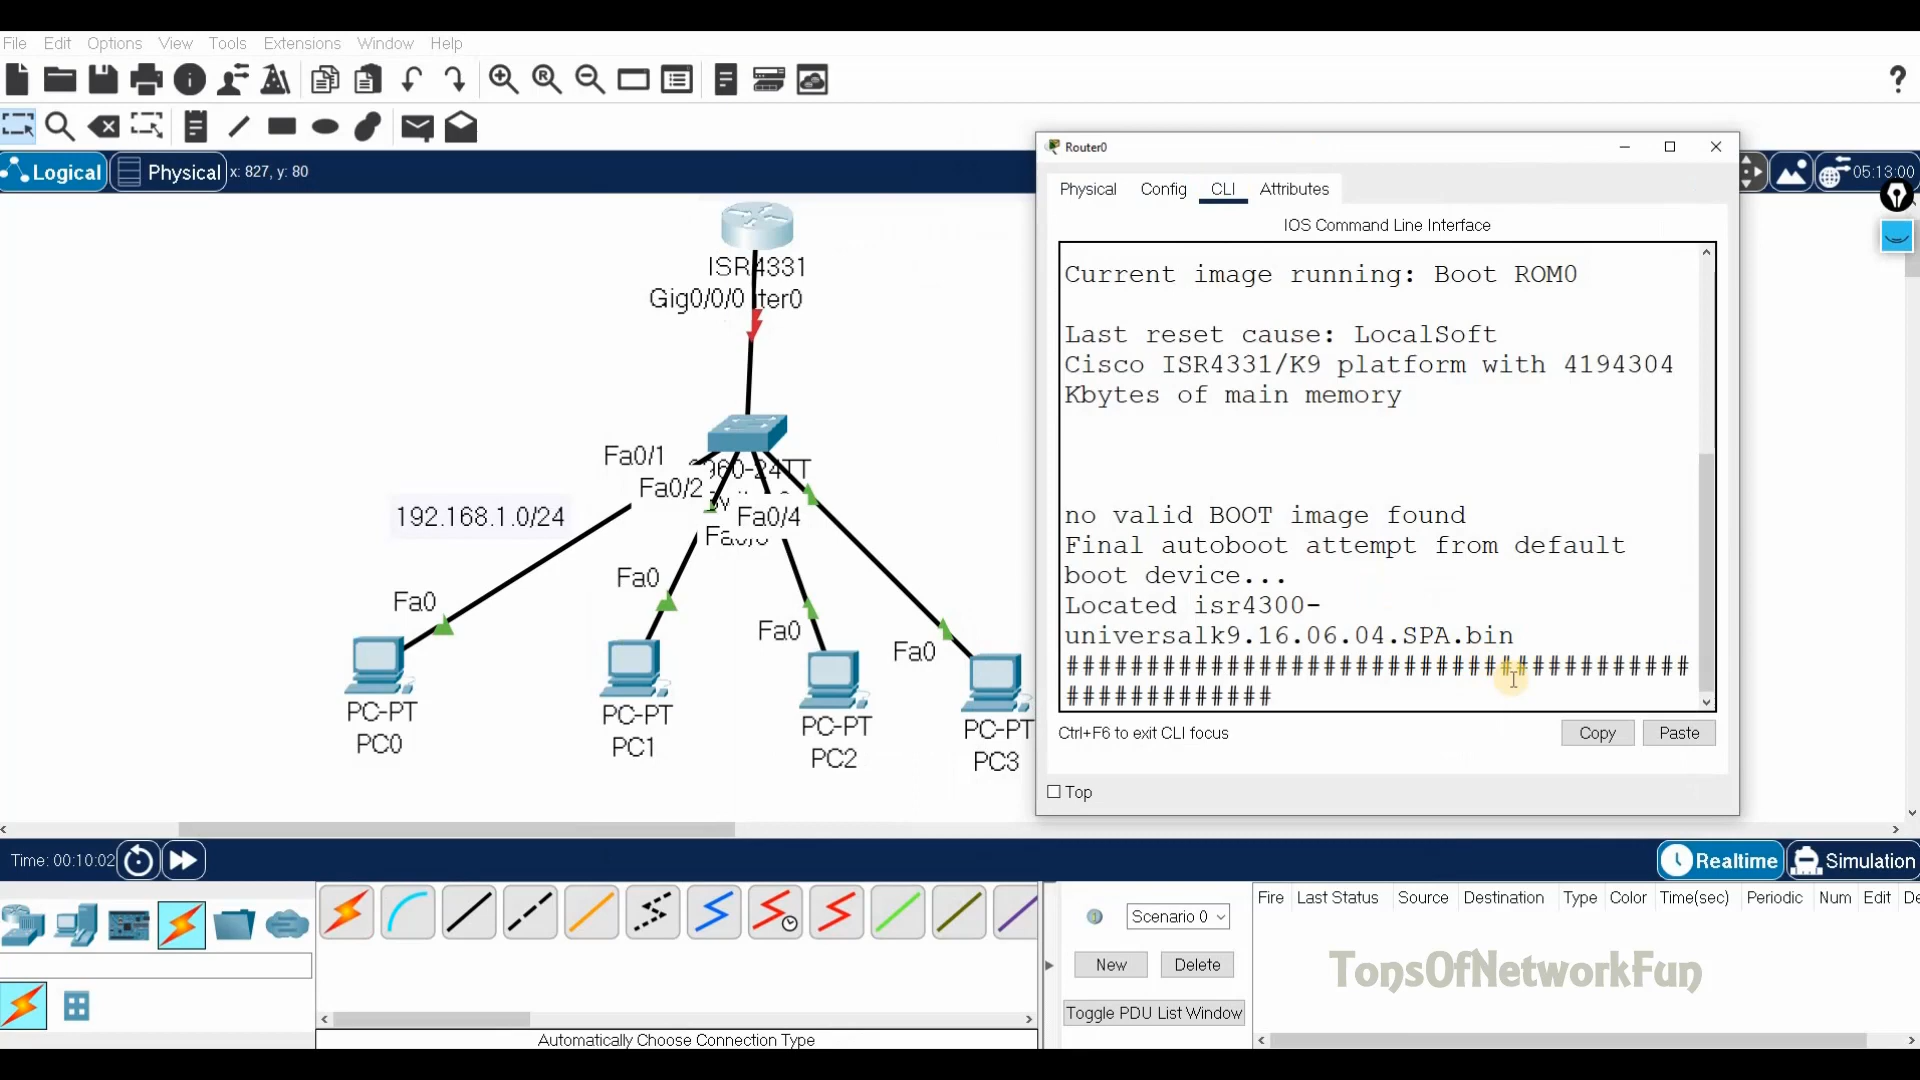 File Edit Options View Tools Extensions Window Help
Logical Physical x: 827, y: 80
05:13:00
Router0
Physical Config CLI Attributes
IOS Command Line Interface
Current image running: Boot ROM0
Last reset cause: LocalSoft
Cisco ISR4331/K9 platform with 4194304
Kbytes of main memory
no valid BOOT image found
Final autoboot attempt from default
boot device...
Located isr4300-
universalk9.16.06.04.SPA.bin
#######################################
#############
Ctrl+F6 to exit CLI focus
Copy Paste
Top
ISR4331
Gig0/0/0
Fa0/1
Fa0/2
Fa0/4
192.168.1.0/24
Fa0
Fa0
Fa0
Fa0
PC-PT
PC0
PC-PT
PC1
PC-PT
PC2
PC-PT
PC3
Time: 00:10:02
Realtime Simulation
Scenario 0
New Delete
Toggle PDU List Window
Fire Last Status Source Destination Type Color Time(sec) Periodic Num Edit
TonsOfNetworkFun
Automatically Choose Connection Type